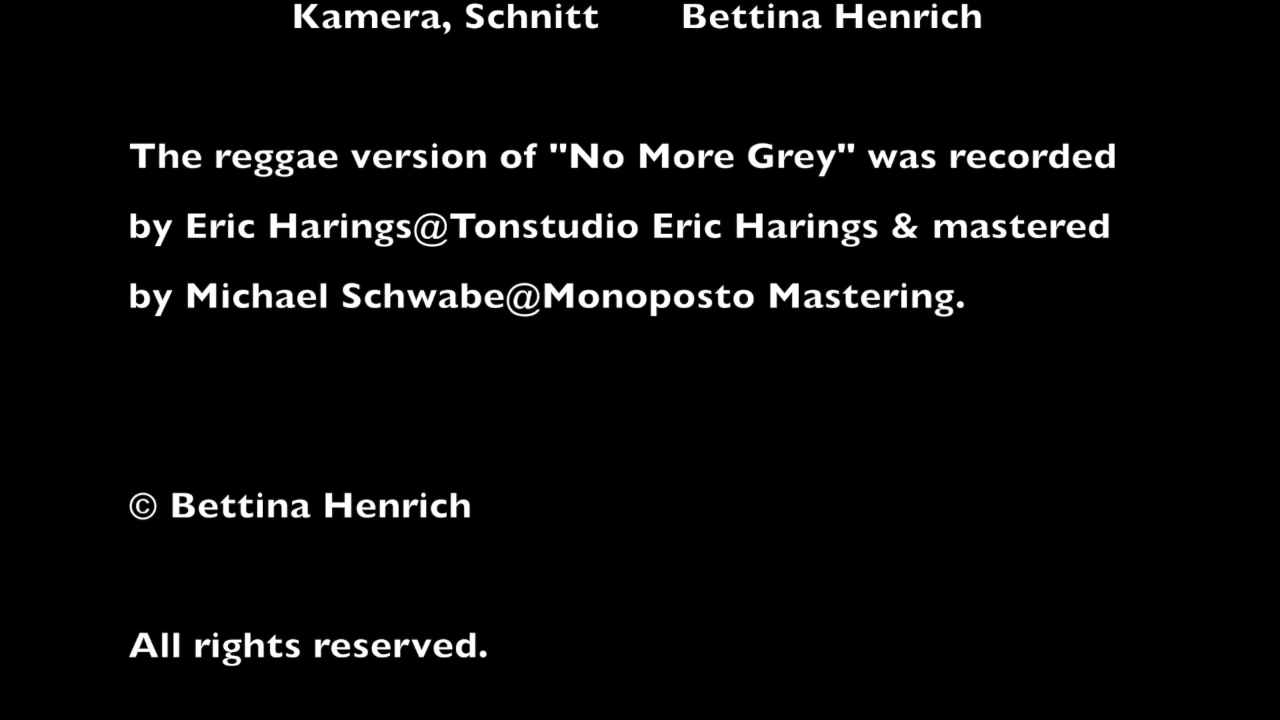 Kamera, Schnitt Bettina Henrich
The reggae version of "No More Grey" was recorded
by Eric Harings@Tonstudio Eric Harings & mastered
by Michael Schwabe@Monoposto Mastering.
© Bettina Henrich
All rights reserved.